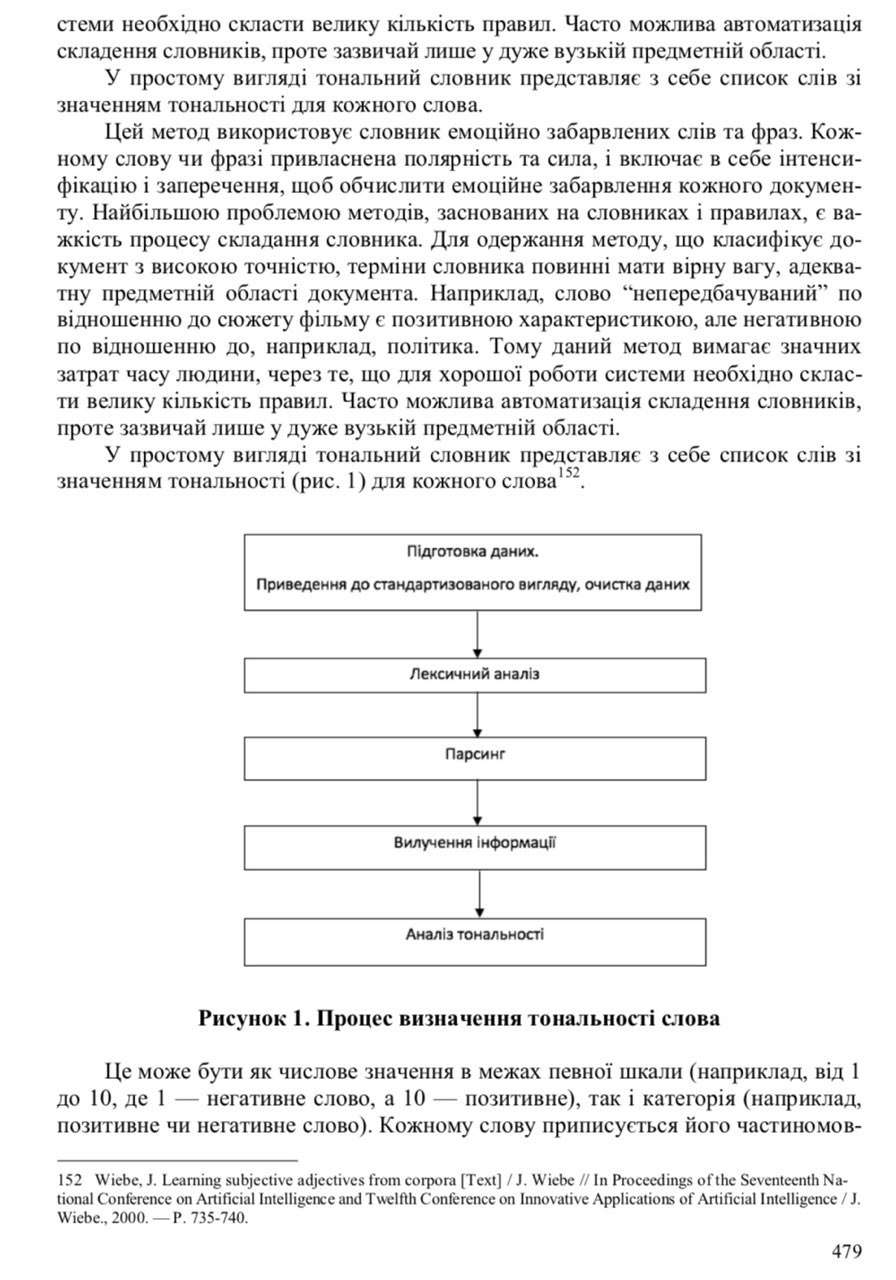 стеми необхідно скласти велику кількість правил. Часто можлива автоматизація
складення словників, проте зазвичай лише у дуже вузькій предметній області.
У простому вигляді тональний словник представляє з себе список слів зі
значенням тональності для кожного слова.
Цей метод використовує словник емоційно забарвлених слів та фраз. Кож-
ному слову чи фразі привласнена полярність та сила, і включає в себе інтенси-
фікацію і заперечення, щоб обчислити емоційне забарвлення кожного докумен-
ту. Найбільшою проблемою методів, заснованих на словниках і правилах, є ва-
жкість процесу складання словника. Для одержання методу, що класифікує до-
кумент з високою точністю, терміни словника повинні мати вірну вагу, адеква-
тну предметній області документа. Наприклад, слово “непередбачуваний” по
відношенню до сюжету фільму є позитивною характеристикою, але негативною
по відношенню до, наприклад, політика. Тому даний метод вимагає значних
затрат часу людини, через те, що для хорошої роботи системи необхідно склас-
ти велику кількість правил. Часто можлива автоматизація складення словників,
проте зазвичай лише у дуже вузькій предметній області.
У простому вигляді тональний словник представляє з себе список слів зі
значенням тональності (рис. 1) для кожного слова152.
Підготовка даних.
Приведення до стандартизованого вигляду, очистка даних
Лексичний аналіз
Парсинг
Вилучення інформації
Аналіз тональності
Рисунок 1. Процес визначення тональності слова
Це може бути як числове значення в межах певної шкали (наприклад, від 1
до 10, де 1 — негативне слово, а 10 — позитивне), так і категорія (наприклад,
позитивне чи негативне слово). Кожному слову приписується його частиномов-
152 Wiebe, J. Learning subjective adjectives from corpora [Text] / J. Wiebe // In Proceedings of the Seventeenth Na-
tional Conference on Artificial Intelligence and Twelfth Conference on Innovative Applications of Artificial Intelligence / J.
Wiebe., 2000. — P. 735-740.
479